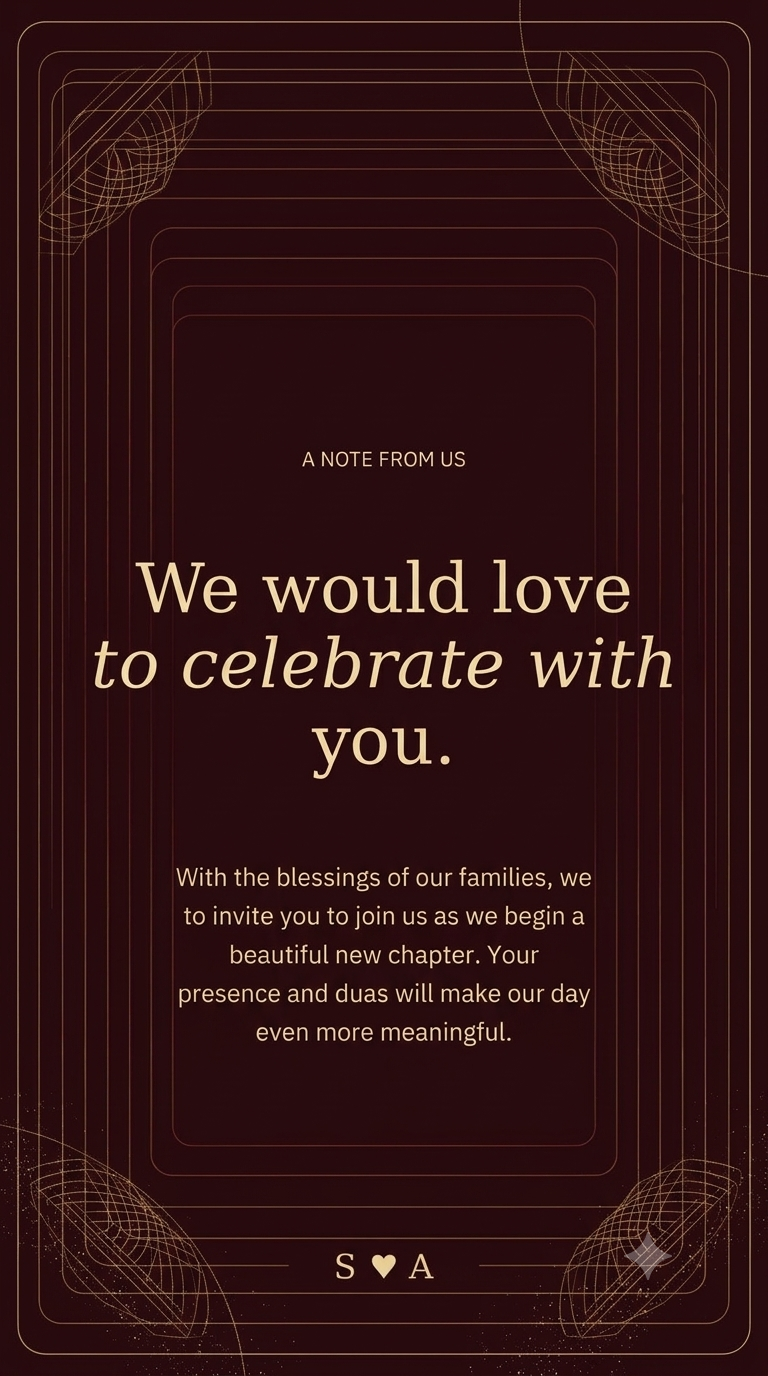 A NOTE FROM US
We would love
to celebrate with
you.
With the blessings of our families, we
to invite you to join us as we begin a
beautiful new chapter. Your
presence and duas will make our day
even more meaningful.
S ♥ A